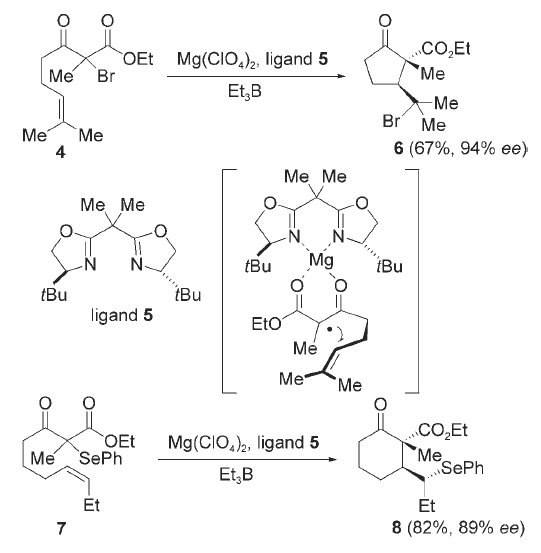 O O
OEt
Me Br
Me Me
4
Mg(ClO4)2, ligand 5
Et3B
O
CO2Et
Me
Me
Br Me
6 (67%, 94% ee)
Me Me
O O
N N
tBu tBu
ligand 5
Me Me
O O
N N
Mg
tBu tBu
O O
EtO
Me
Me Me
O O
OEt
Me SePh
Et
7
Mg(ClO4)2, ligand 5
Et3B
O
CO2Et
Me
SePh
Et
8 (82%, 89% ee)